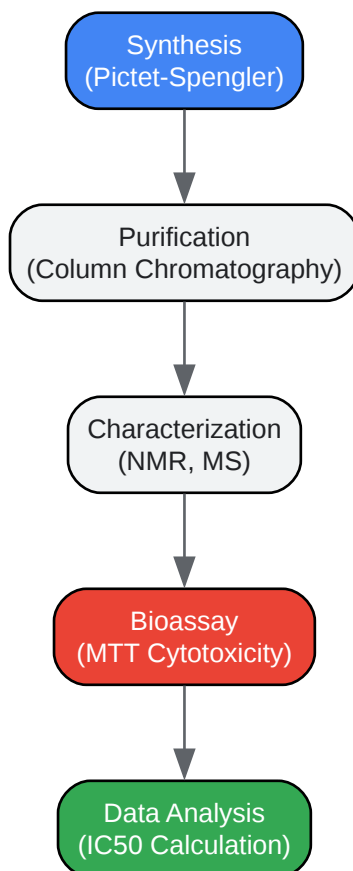 Synthesis
(Pictet-Spengler)
Purification
(Column Chromatography)
Characterization
(NMR, MS)
Bioassay
(MTT Cytotoxicity)
Data Analysis
(IC50 Calculation)